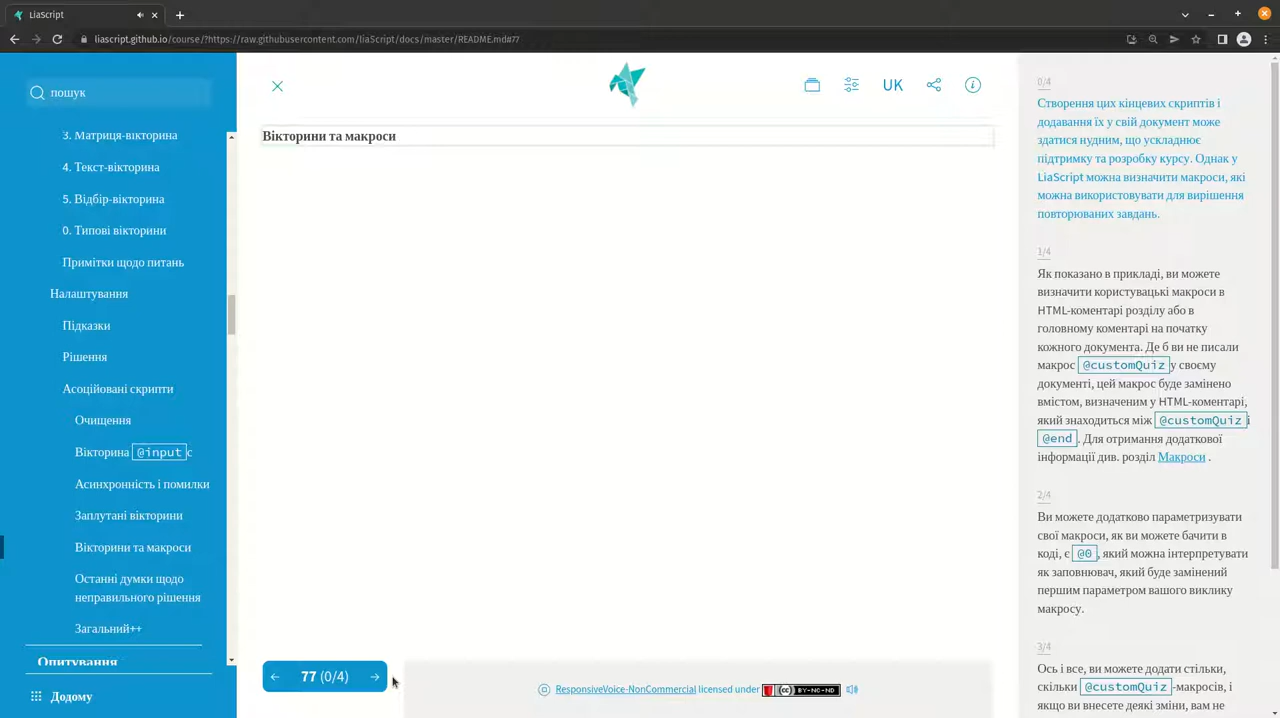 LiaScript
liascript.github.io/course/?https://raw.githubusercontent.com/liaScript/docs/master/README.md#77
пошук
3. Матриця-вікторина
4. Текст-вікторина
5. Відбір-вікторина
0. Типові вікторини
Примітки щодо питань
Налаштування
Підказки
Рішення
Асоційовані скрипти
Очищення
Вікторина @input с
Асинхронність і помилки
Заплутані вікторини
Вікторини та макроси
Останні думки щодо
неправильного рішення
Загальний++
Опитування
Додому
UK
Вікторини та макроси
77 (0/4)
ResponsiveVoice-NonCommercial licensed under
cc BY-NC-ND
0/4
Створення цих кінцевих скриптів і
додавання їх у свій документ може
здатися нудним, що ускладнює
підтримку та розробку курсу. Однак у
LiaScript можна визначити макроси, які
можна використовувати для вирішення
повторюваних завдань.
1/4
Як показано в прикладі, ви можете
визначити користувацькі макроси в
HTML-коментарі розділу або в
головному коментарі на початку
кожного документа. Де б ви не писали
макрос @customQuiz у своєму
документі, цей макрос буде замінено
вмістом, визначеним у HTML-коментарі,
який знаходиться між @customQuiz і
@end . Для отримання додаткової
інформації див. розділ Макроси .
2/4
Ви можете додатково параметризувати
свої макроси, як ви можете бачити в
коді, є @0 , який можна інтерпретувати
як заповнювач, який буде замінений
першим параметром вашого виклику
макросу.
3/4
Ось і все, ви можете додати стільки,
скільки @customQuiz -макросів, і
якщо ви внесете деякі зміни, вам не